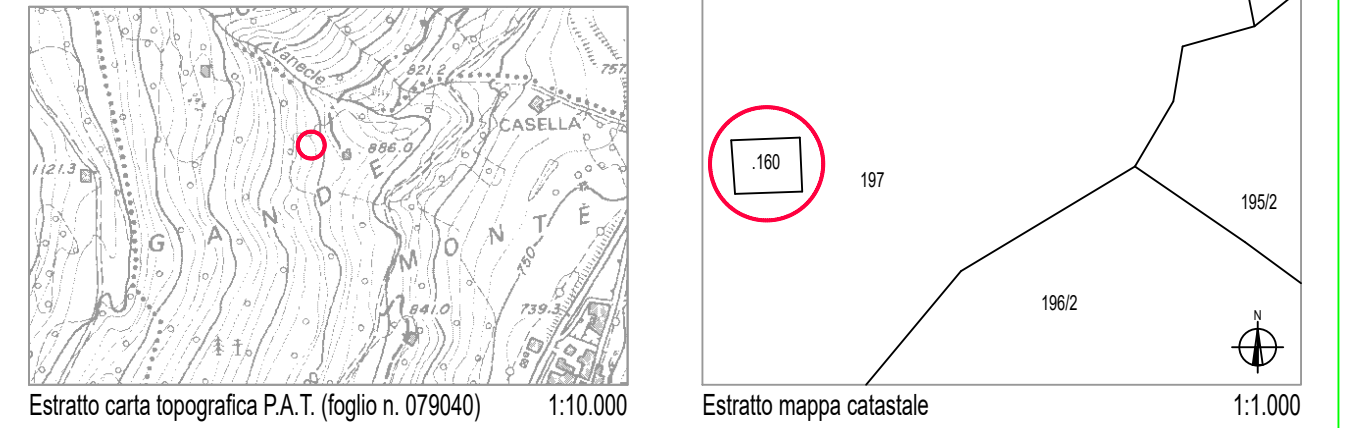 Vanecle
821.2
757
CASELLA
1121.3
886.0
G A N D E
M O N T È
750
841.0
739.3
Estratto carta topografica P.A.T. (foglio n. 079040) 1:10.000
.160
197
195/2
196/2
N
Estratto mappa catastale 1:1.000